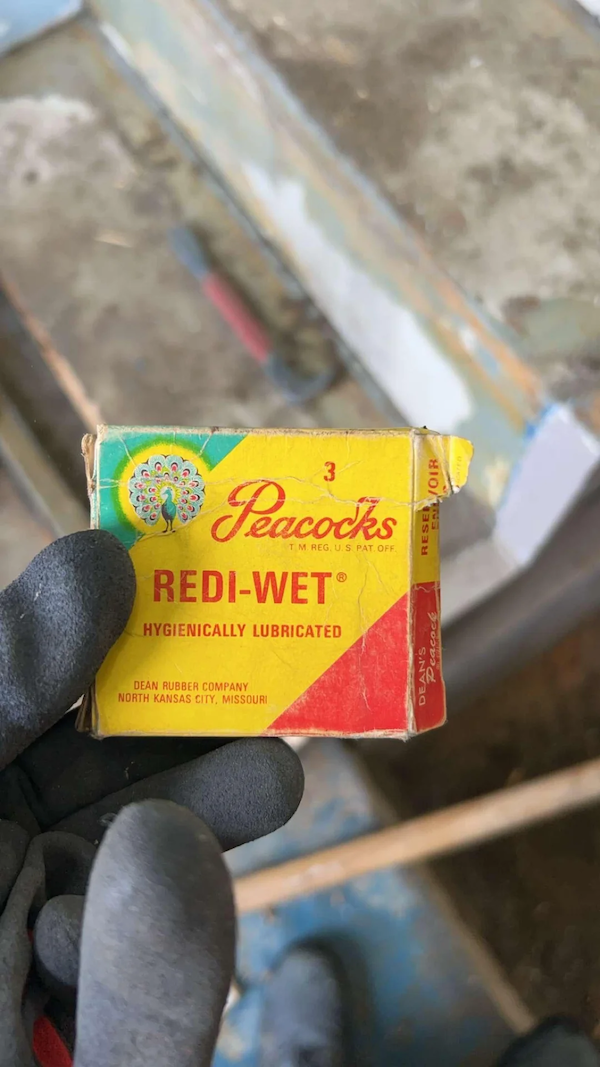 3
Peacocks
T M REG. U.S. PAT. OFF.
REDI-WET®
HYGIENICALLY LUBRICATED
DEAN RUBBER COMPANY
NORTH KANSAS CITY, MISSOURI
DEAN'S
Peacock